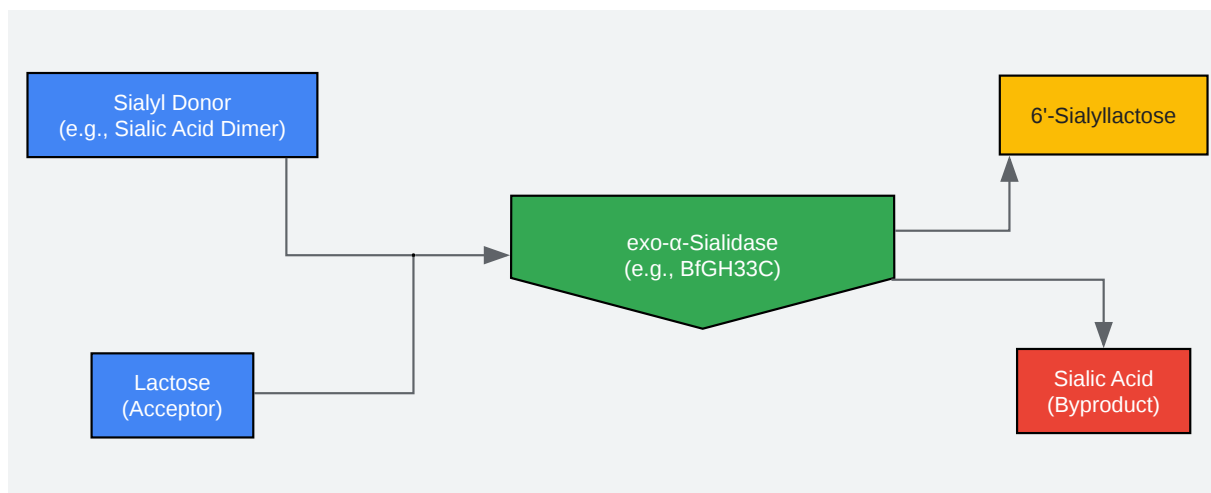 Sialyl Donor
(e.g., Sialic Acid Dimer)
6'-Sialyllactose
exo-α-Sialidase
(e.g., BfGH33C)
Lactose
(Acceptor)
Sialic Acid
(Byproduct)